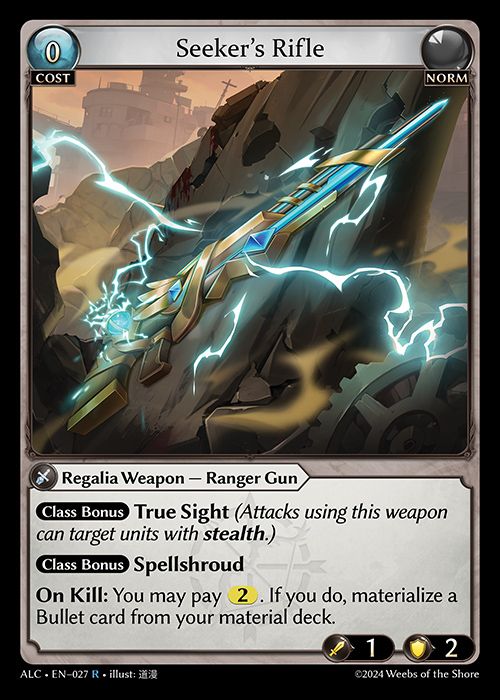 0
Seeker's Rifle
COST
NORM
Regalia Weapon — Ranger Gun
Class Bonus True Sight (Attacks using this weapon
can target units with stealth.)
Class Bonus Spellshroud
On Kill: You may pay 2. If you do, materialize a
Bullet card from your material deck.
1
2
ALC • EN–027 R • illust: 道漫
©2024 Weebs of the Shore